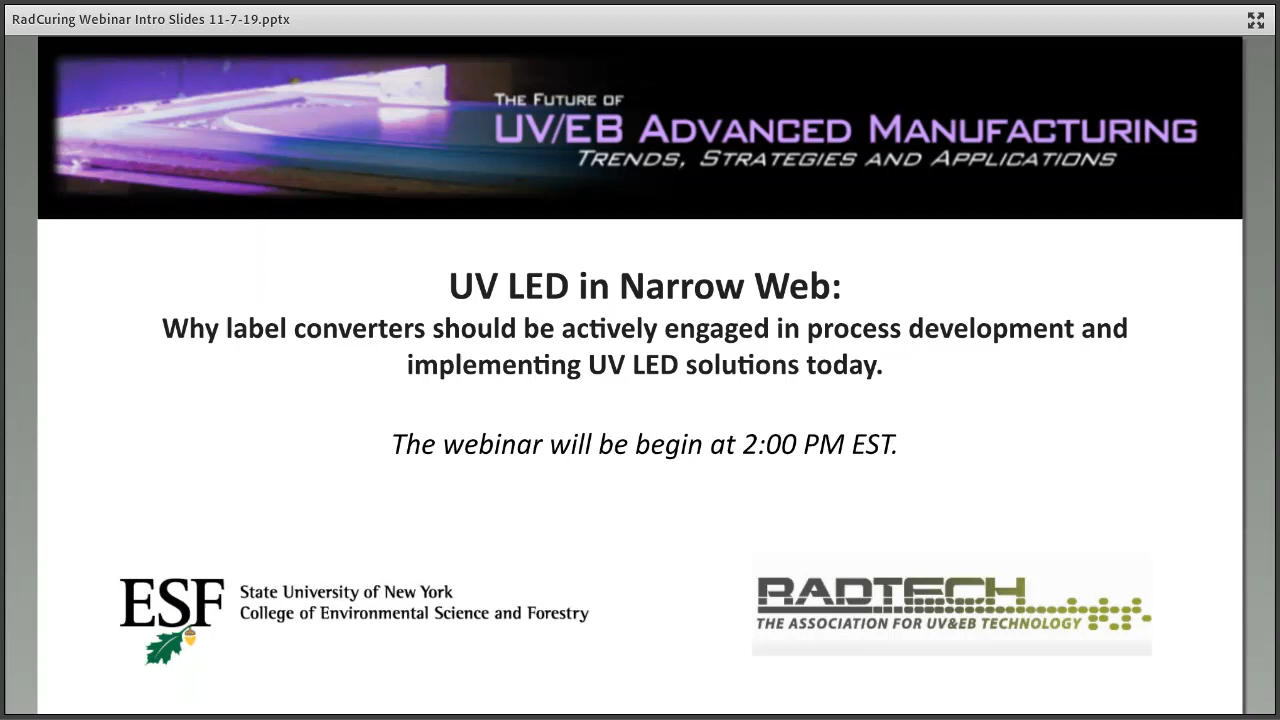 RadCuring Webinar Intro Slides 11-7-19.pptx
The Future of
UV/EB Advanced Manufacturing
Trends, Strategies and Applications
UV LED in Narrow Web:
Why label converters should be actively engaged in process development and
implementing UV LED solutions today.
The webinar will be begin at 2:00 PM EST.
ESF
State University of New York
College of Environmental Science and Forestry
RADTECH
THE ASSOCIATION FOR UV&EB TECHNOLOGY